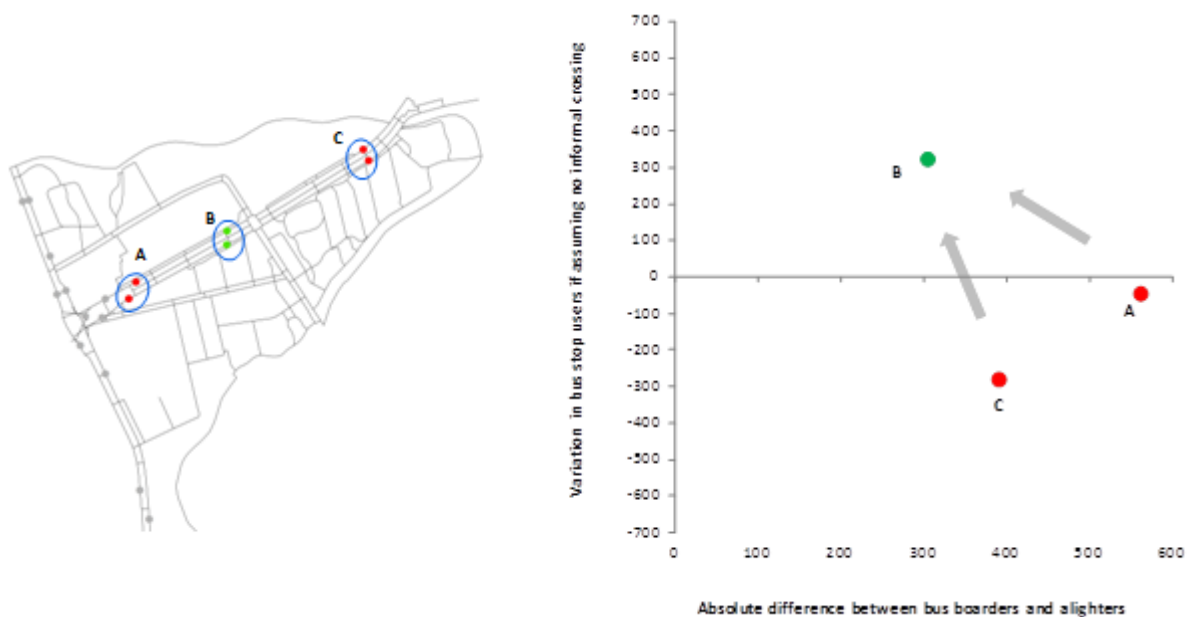 A
B
C
Variation in bus stop users if assuming no informal crossing
700
600
500
400
300
200
100
0
-100
-200
-300
-400
-500
-600
-700
B
A
C
0 100 200 300 400 500 600
Absolute difference between bus boarders and alighters